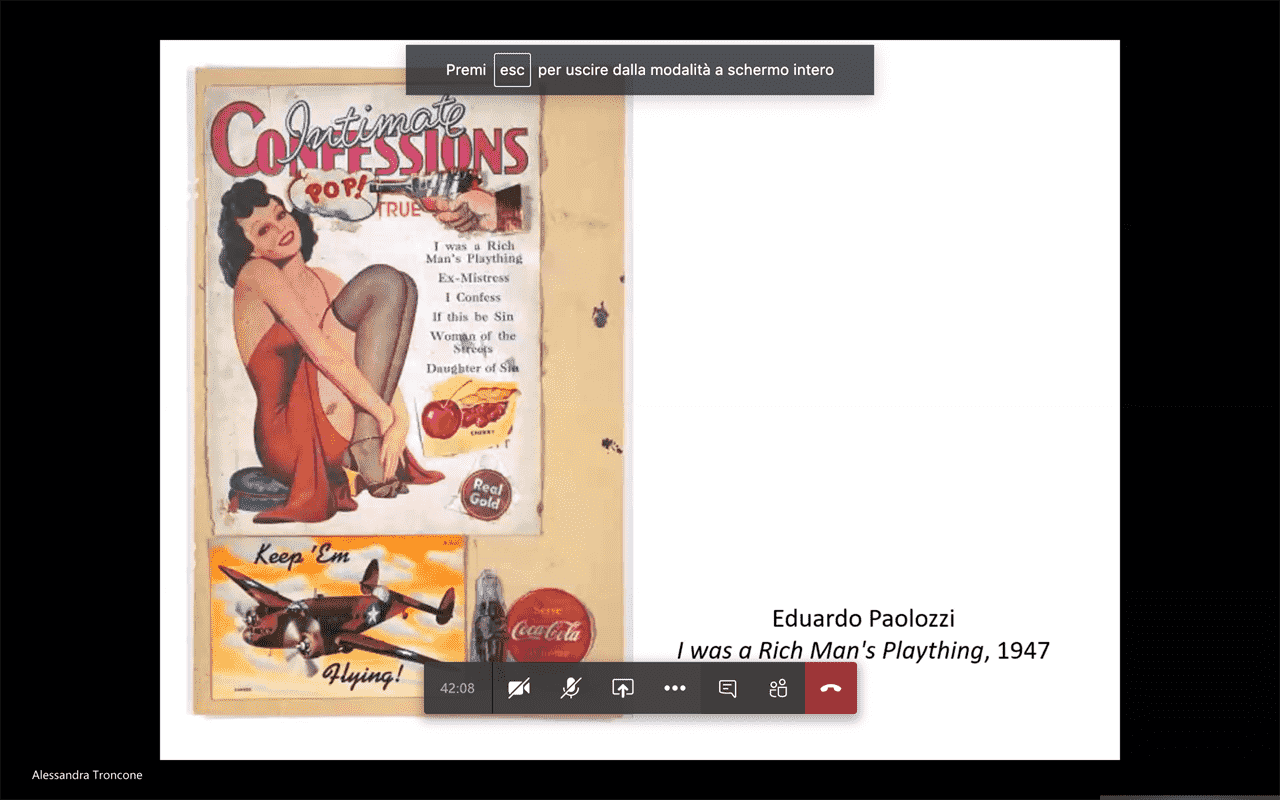 Premi esc per uscire dalla modalità a schermo intero
Intimate
CONFESSIONS
POP!
TRUE
I was a Rich
Man's Plaything
Ex-Mistress
I Confess
If this be Sin
Woman of the
Streets
Daughter of Sin
CHERRY
Real
Gold
Keep 'Em
Flying!
Serve
Coca-Cola
Eduardo Paolozzi
I was a Rich Man's Plaything, 1947
42:08
Alessandra Troncone